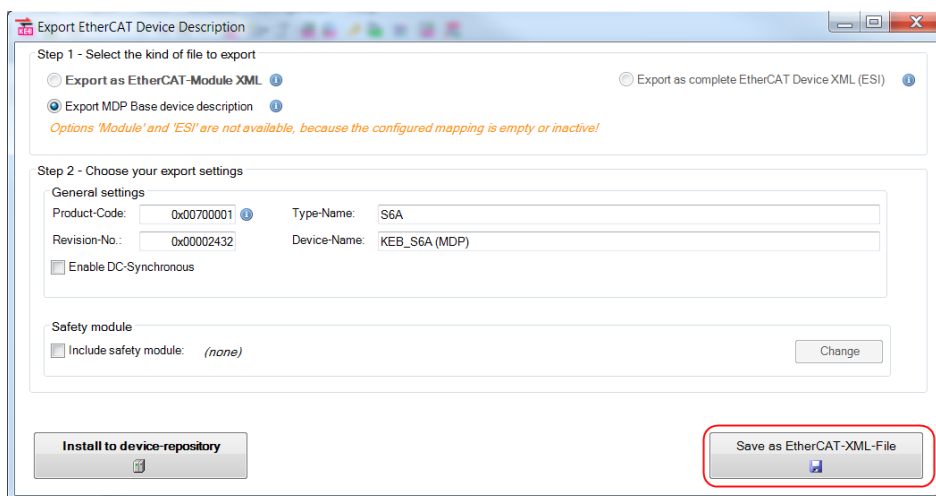 KEB Export EtherCAT Device Description
Step 1 - Select the kind of file to export
Export as EtherCAT-Module XML
Export as complete EtherCAT Device XML (ESI)
Export MDP Base device description
Options 'Module' and 'ESI' are not available, because the configured mapping is empty or inactive!
Step 2 - Choose your export settings
General settings
Product-Code: 0x00700001 Type-Name: S6A
Revision-No.: 0x00002432 Device-Name: KEB_S6A (MDP)
Enable DC-Synchronous
Safety module
Include safety module: (none) Change
Install to device-repository
Save as EtherCAT-XML-File